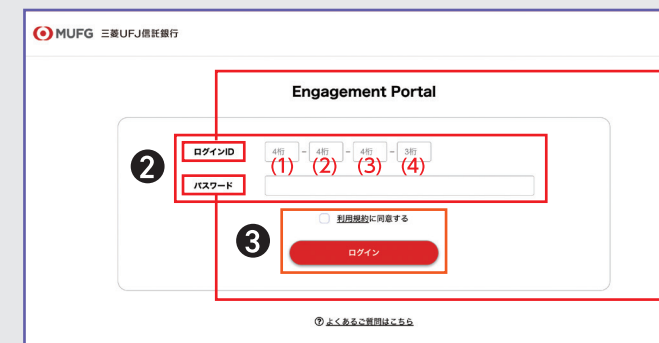 MUFG 三菱UFJ信託銀行
Engagement Portal
2
ログインID
4桁 - 4桁 - 4桁 - 3桁
(1) (2) (3) (4)
パスワード
3
利用規約に同意する
ログイン
? よくあるご質問はこちら